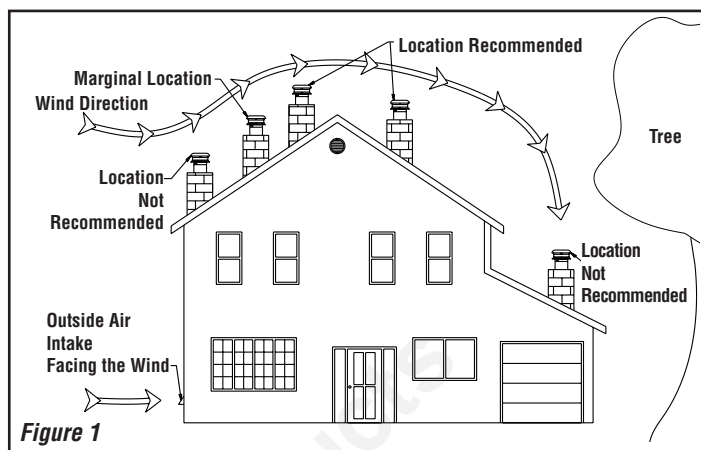 Location Recommended
Marginal Location
Wind Direction
Tree
Location
Not
Recommended
Location
Not
Recommended
Outside Air
Intake
Facing the Wind
Figure 1